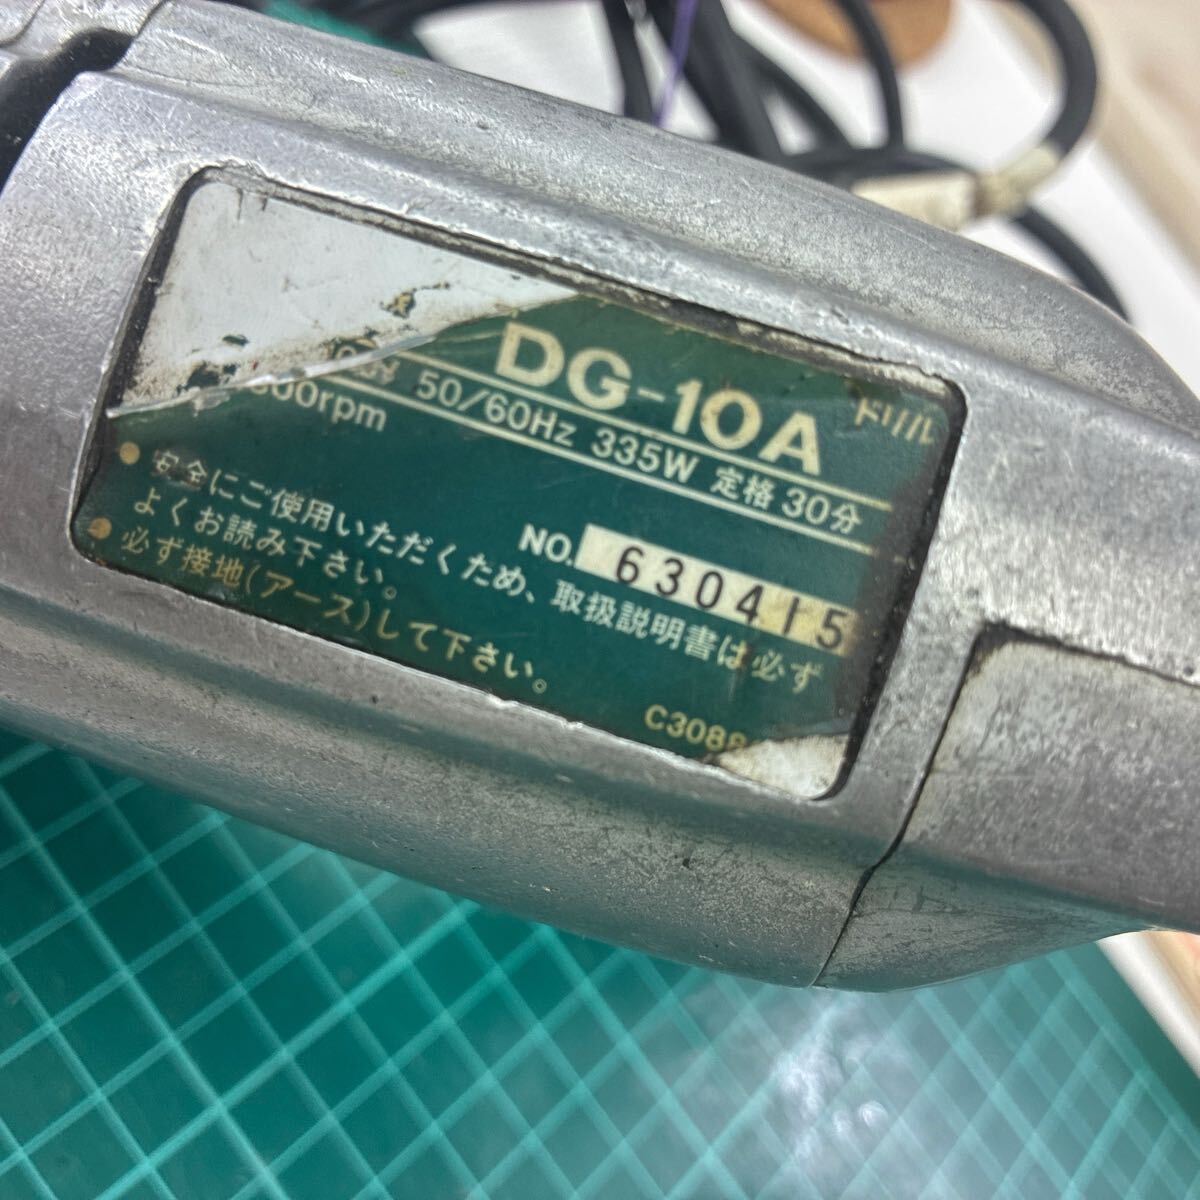 DG-10A ドリル
50/60Hz 335W 定格 30分
rpm
NO. 6304 15
● 安全にご使用いただくため、取扱説明書は必ず
よくお読み下さい。
● 必ず接地(アース)して下さい。